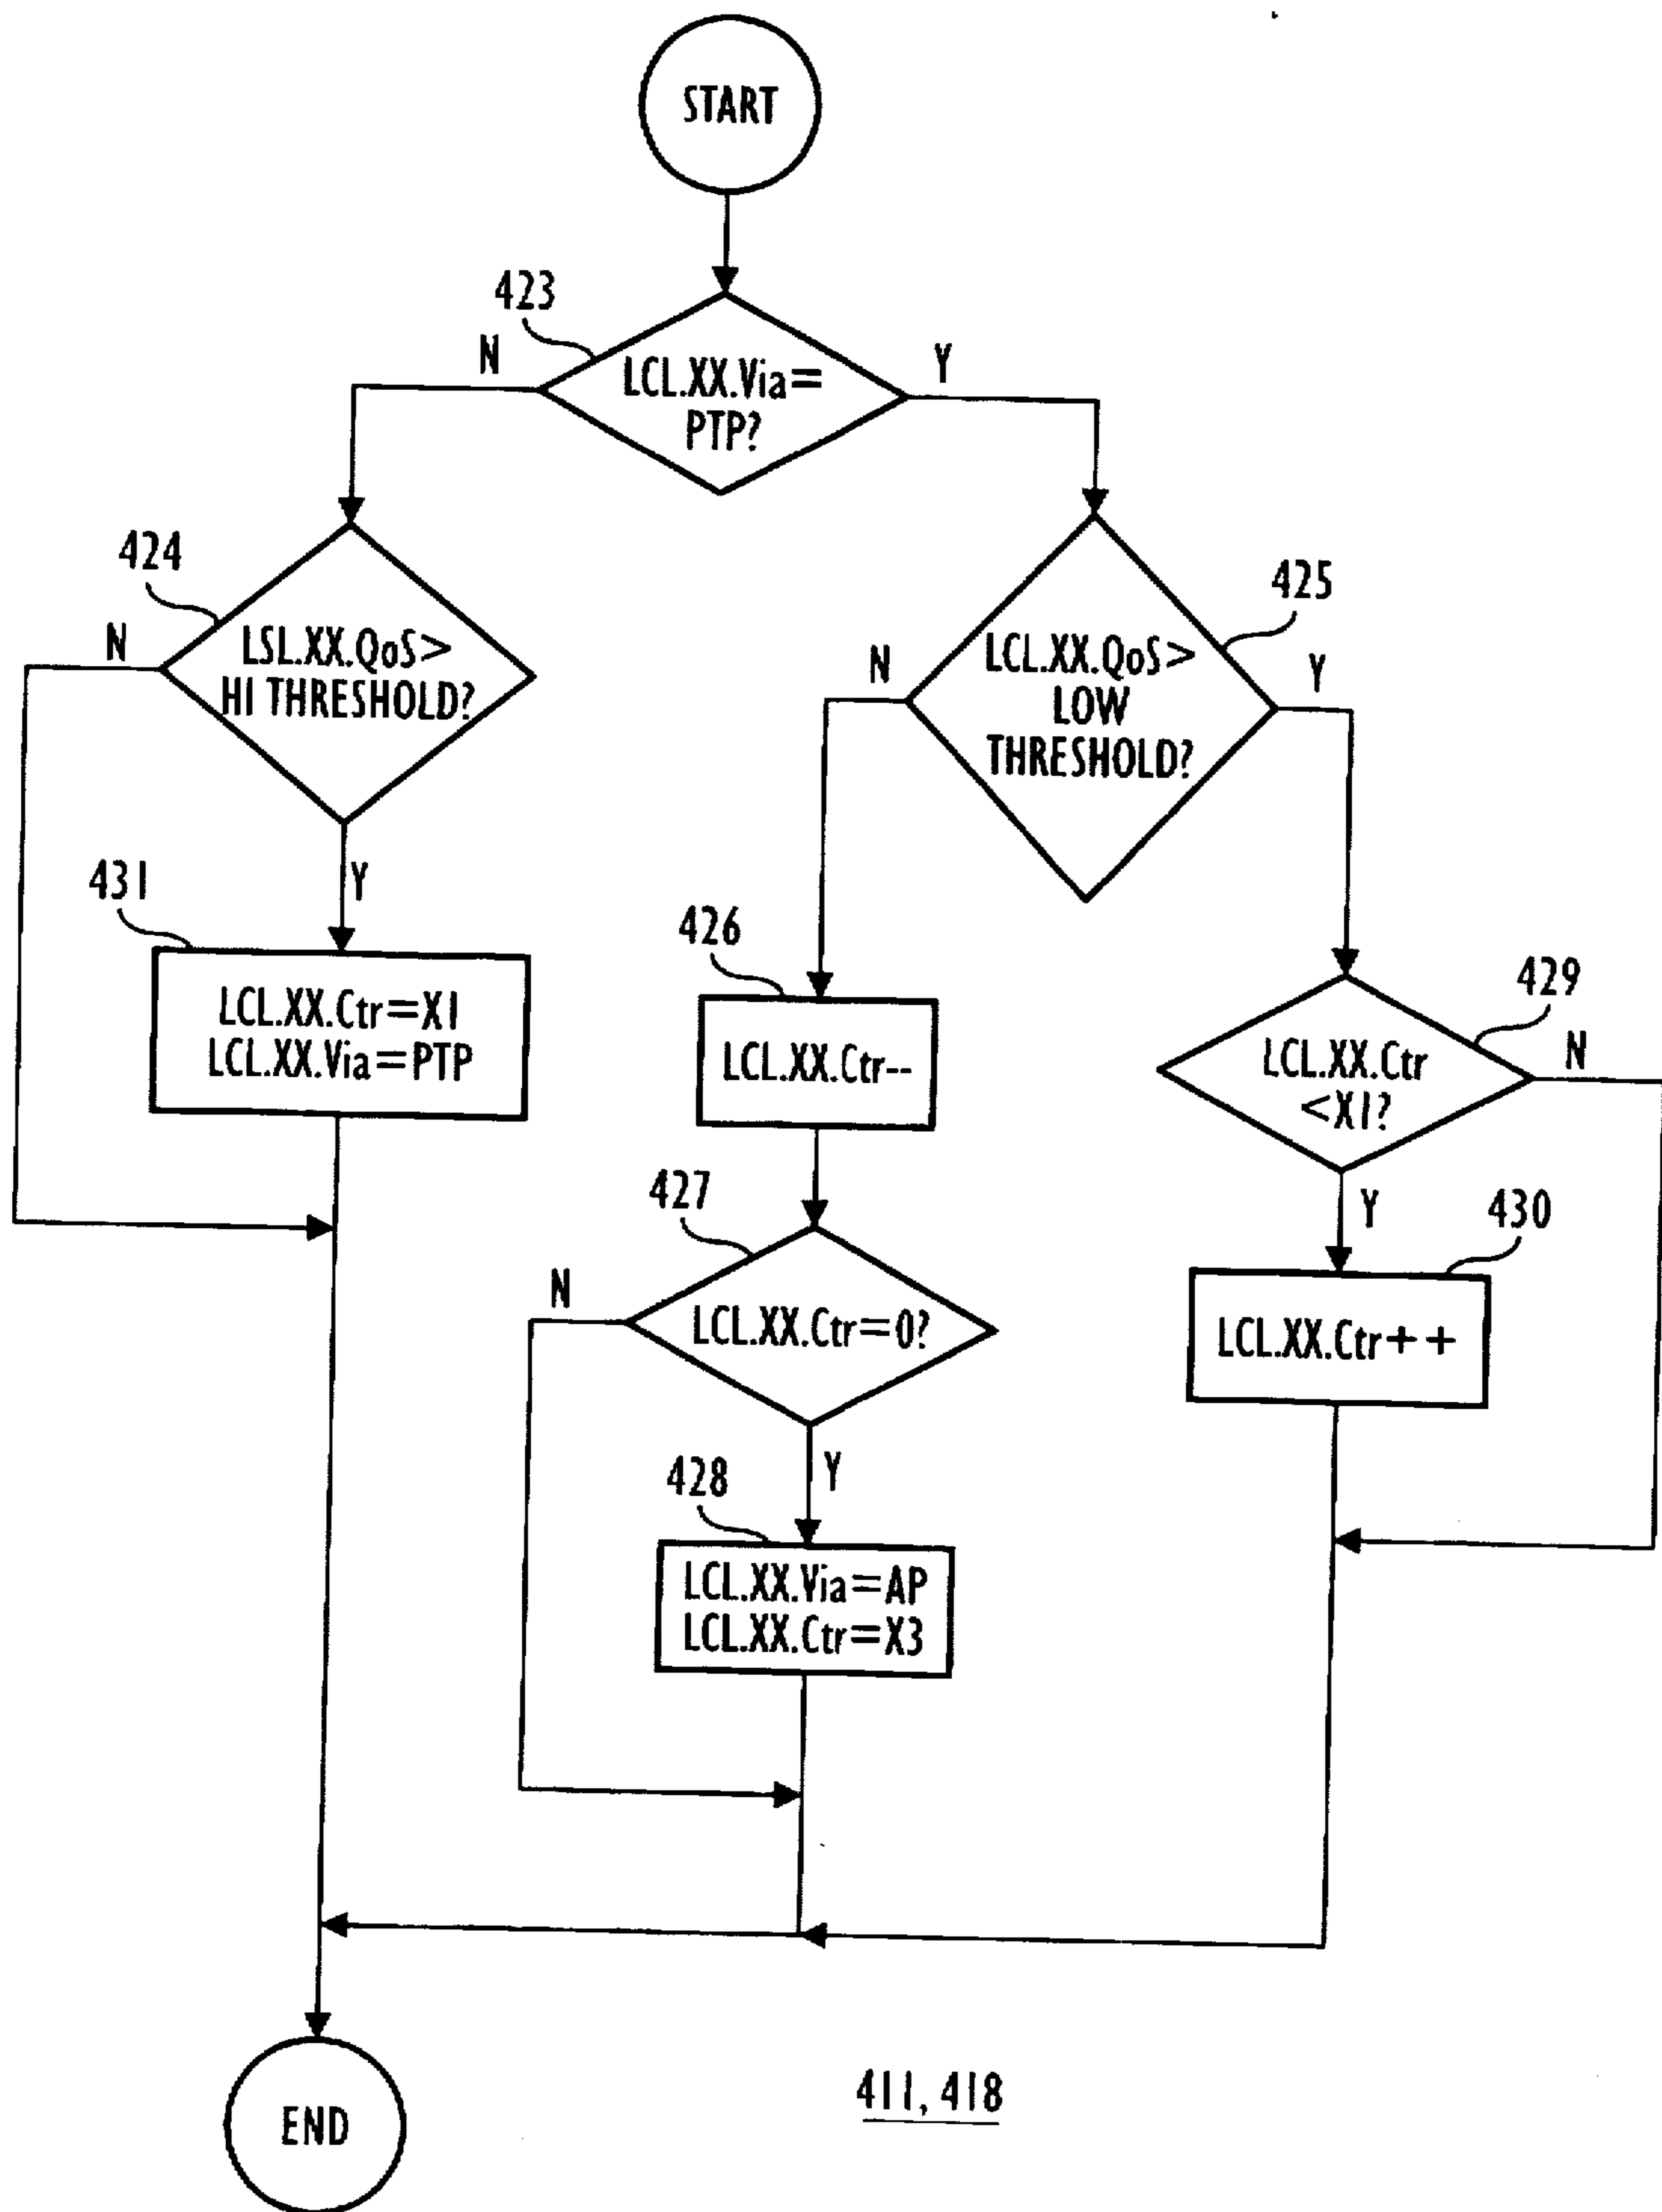 START
423
N
LCL.XX.Via=
PTP?
Y
424
N
LSL.XX.QoS>
HI THRESHOLD?
Y
425
N
LCL.XX.QoS>
LOW
THRESHOLD?
Y
431
LCL.XX.Ctr=X1
LCL.XX.Via=PTP
426
LCL.XX.Ctr--
429
LCL.XX.Ctr
<X1?
N
Y
427
N
LCL.XX.Ctr=0?
Y
430
LCL.XX.Ctr++
428
LCL.XX.Via=AP
LCL.XX.Ctr=X3
END
411, 418